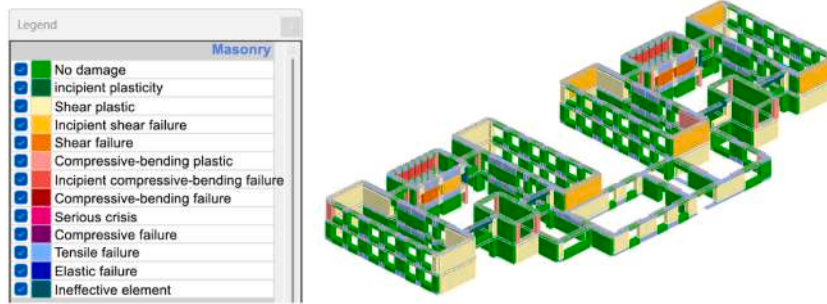 Legend
Masonry
No damage
incipient plasticity
Shear plastic
Incipient shear failure
Shear failure
Compressive-bending plastic
Incipient compressive-bending failure
Compressive-bending failure
Serious crisis
Compressive failure
Tensile failure
Elastic failure
Ineffective element